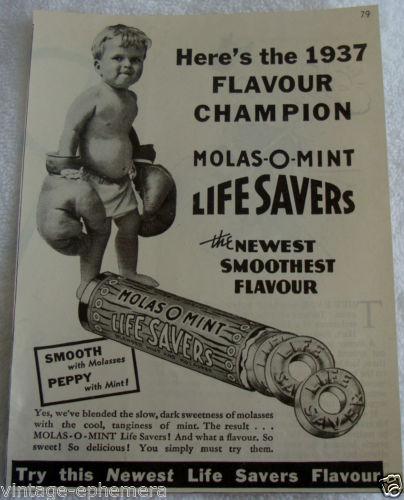 79
Here's the 1937
FLAVOUR
CHAMPION
MOLAS-O-MINT
LIFE SAVERS
the NEWEST
SMOOTHEST
FLAVOUR
MOLAS O MINT
LIFE SAVERS
LIFE
SAVER
SMOOTH
with Molasses
PEPPY
with Mint!
Yes, we've blended the slow, dark sweetness of molasses
with the cool, tanginess of mint. The result . . .
MOLAS-O-MINT Life Savers! And what a flavour. So
sweet! So delicious! You simply must try them.
Try this Newest Life Savers Flavour
vintage-ephemera